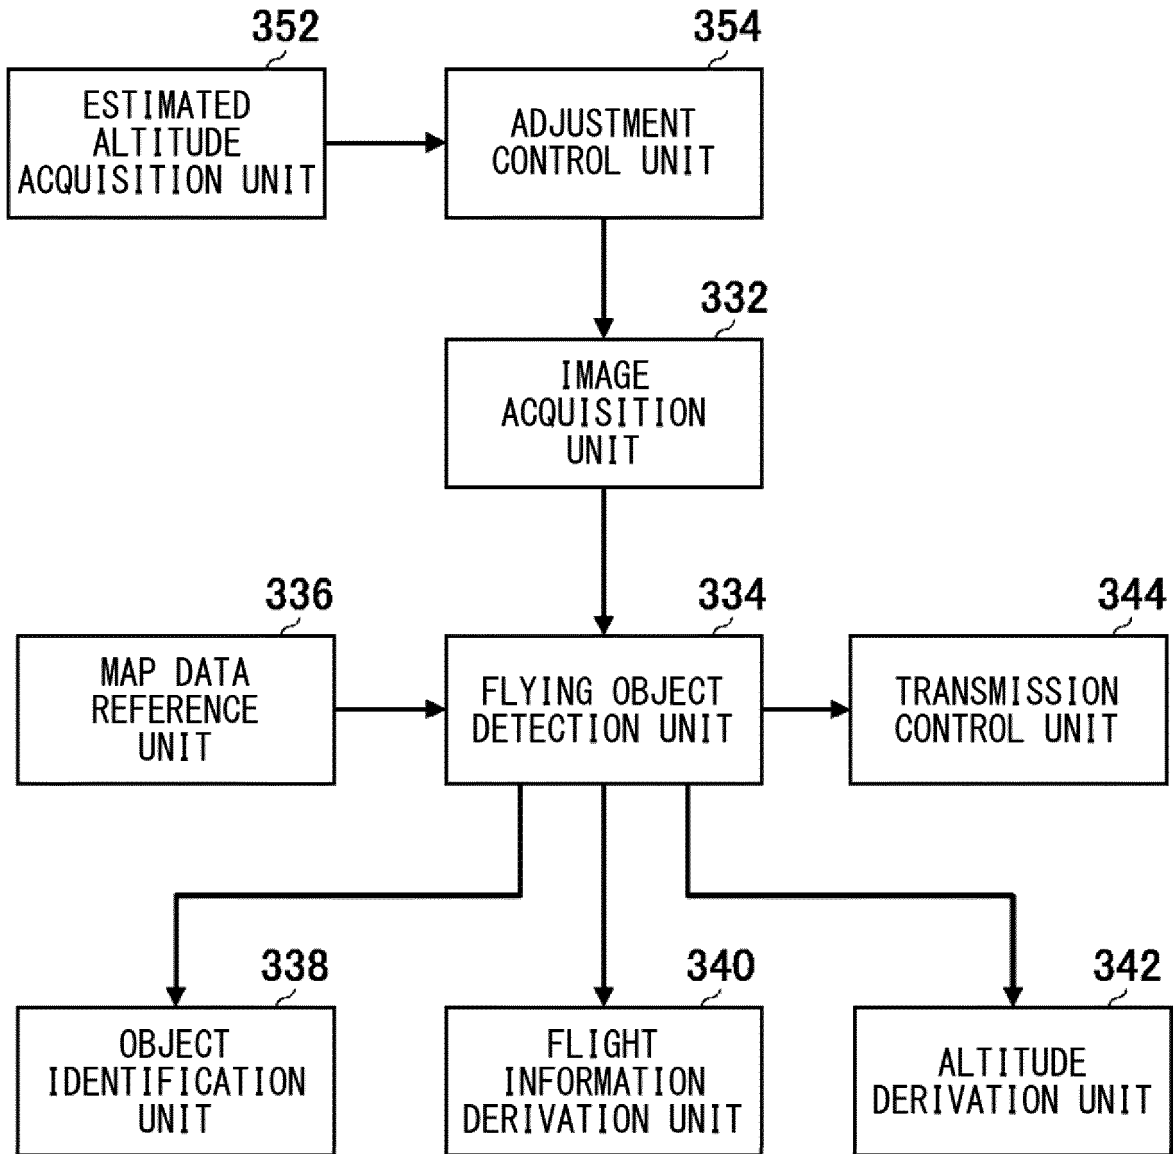 352
ESTIMATED
ALTITUDE
ACQUISITION UNIT
354
ADJUSTMENT
CONTROL UNIT
332
IMAGE
ACQUISITION
UNIT
336
MAP DATA
REFERENCE
UNIT
334
FLYING OBJECT
DETECTION UNIT
344
TRANSMISSION
CONTROL UNIT
338
OBJECT
IDENTIFICATION
UNIT
340
FLIGHT
INFORMATION
DERIVATION UNIT
342
ALTITUDE
DERIVATION UNIT